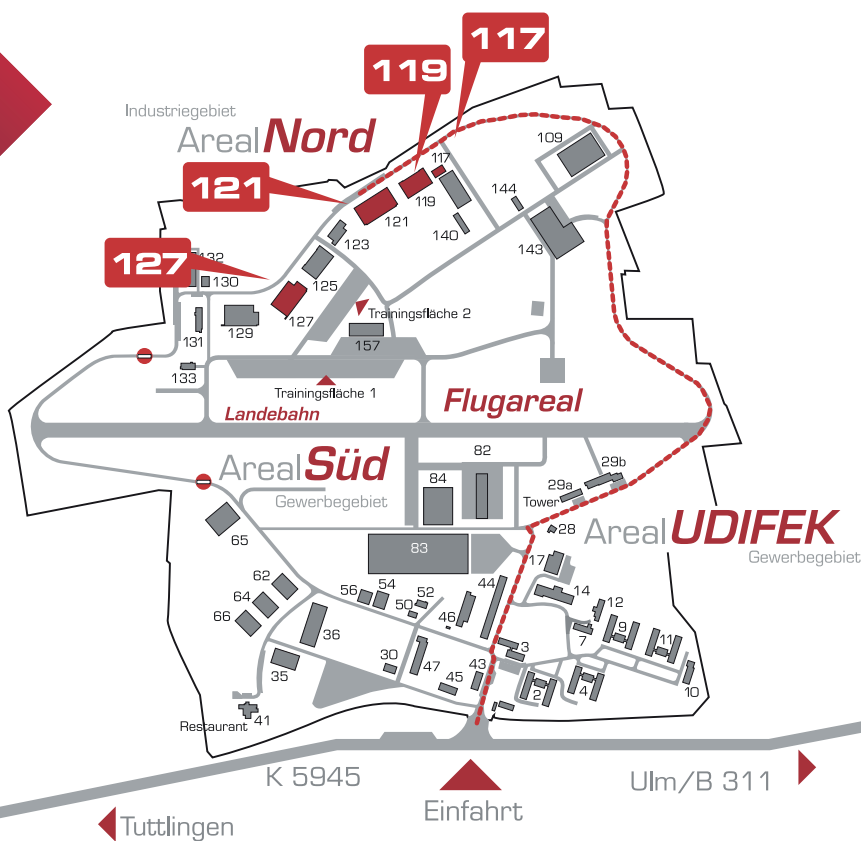 117
119
Industriegebiet
Areal Nord
109
117
121
144
119
121
140
123
143
132
127
130
125
127
Trainingsfläche 2
129
131
157
133
Trainingsfläche 1
Landebahn
Flugareal
Areal Süd
Gewerbegebiet
82
84
29a
29b
Tower
28
Areal UDIFEK
Gewerbegebiet
65
83
17
62
64
66
56
54
52
50
44
46
14
12
36
7
9
11
3
35
30
47
45
43
2
4
10
Restaurant
41
K 5945
Ulm/B 311
Einfahrt
Tuttlingen